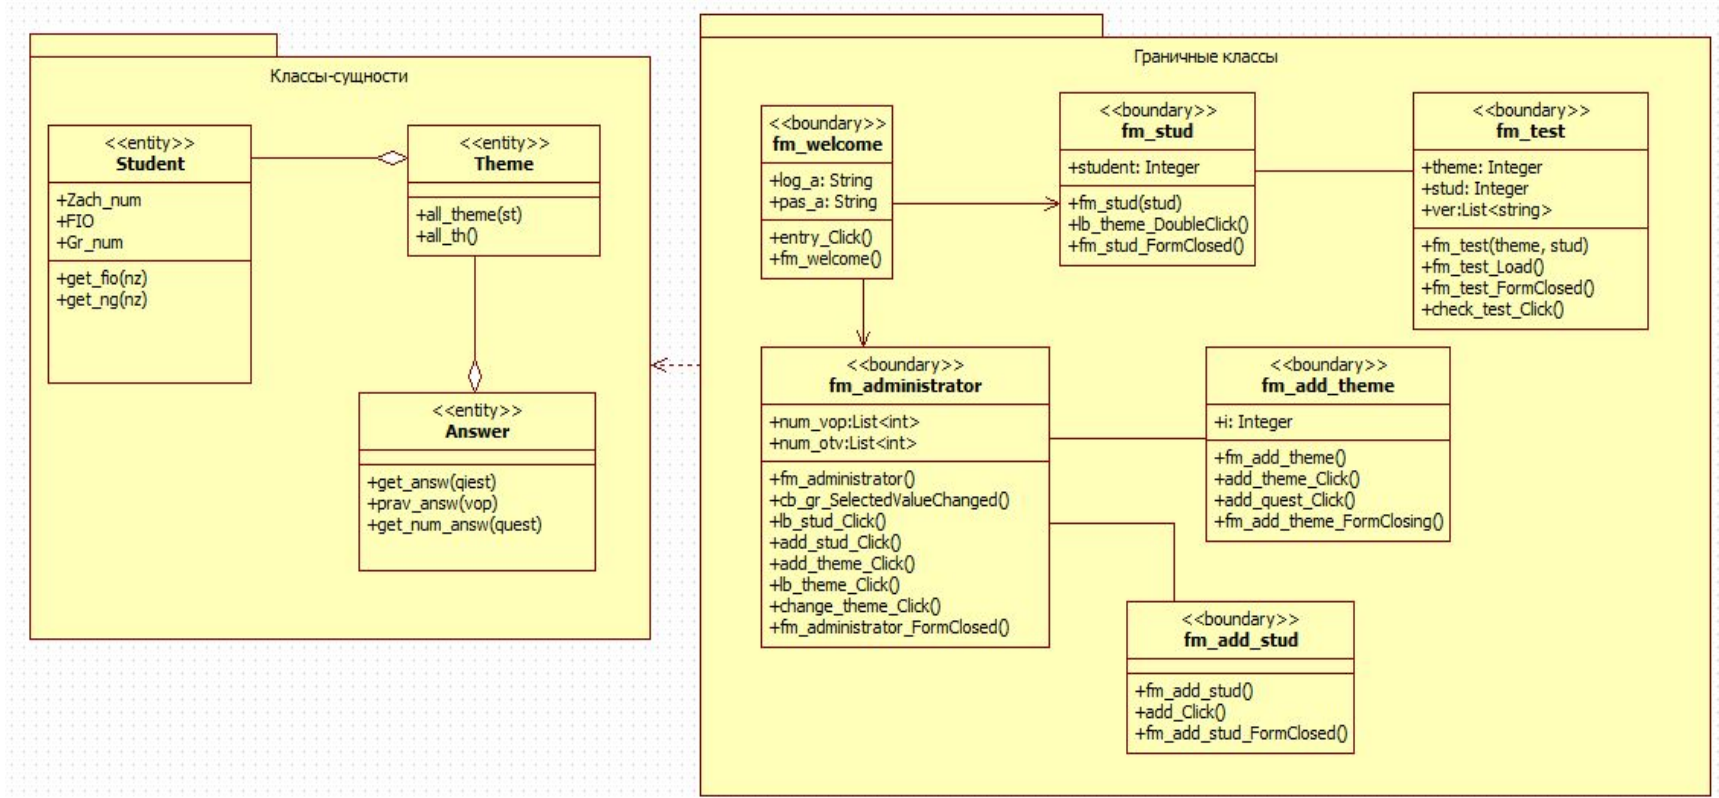 Классы-сущности
<<entity>>
Student
+Zach_num
+FIO
+Gr_num
+get_fio(nz)
+get_ng(nz)
<<entity>>
Theme
+all_theme(st)
+all_th()
<<entity>>
Answer
+get_answ(qiest)
+prav_answ(vop)
+get_num_answ(quest)
Граничные классы
<<boundary>>
fm_welcome
+log_a: String
+pas_a: String
+entry_Click()
+fm_welcome()
<<boundary>>
fm_stud
+student: Integer
+fm_stud(stud)
+lb_theme_DoubleClick()
+fm_stud_FormClosed()
<<boundary>>
fm_test
+theme: Integer
+stud: Integer
+ver:List<string>
+fm_test(theme, stud)
+fm_test_Load()
+fm_test_FormClosed()
+check_test_Click()
<<boundary>>
fm_administrator
+num_vop:List<int>
+num_otv:List<int>
+fm_administrator()
+cb_gr_SelectedValueChanged()
+lb_stud_Click()
+add_stud_Click()
+add_theme_Click()
+lb_theme_Click()
+change_theme_Click()
+fm_administrator_FormClosed()
<<boundary>>
fm_add_theme
+i: Integer
+fm_add_theme()
+add_theme_Click()
+add_quest_Click()
+fm_add_theme_FormClosing()
<<boundary>>
fm_add_stud
+fm_add_stud()
+add_Click()
+fm_add_stud_FormClosed()